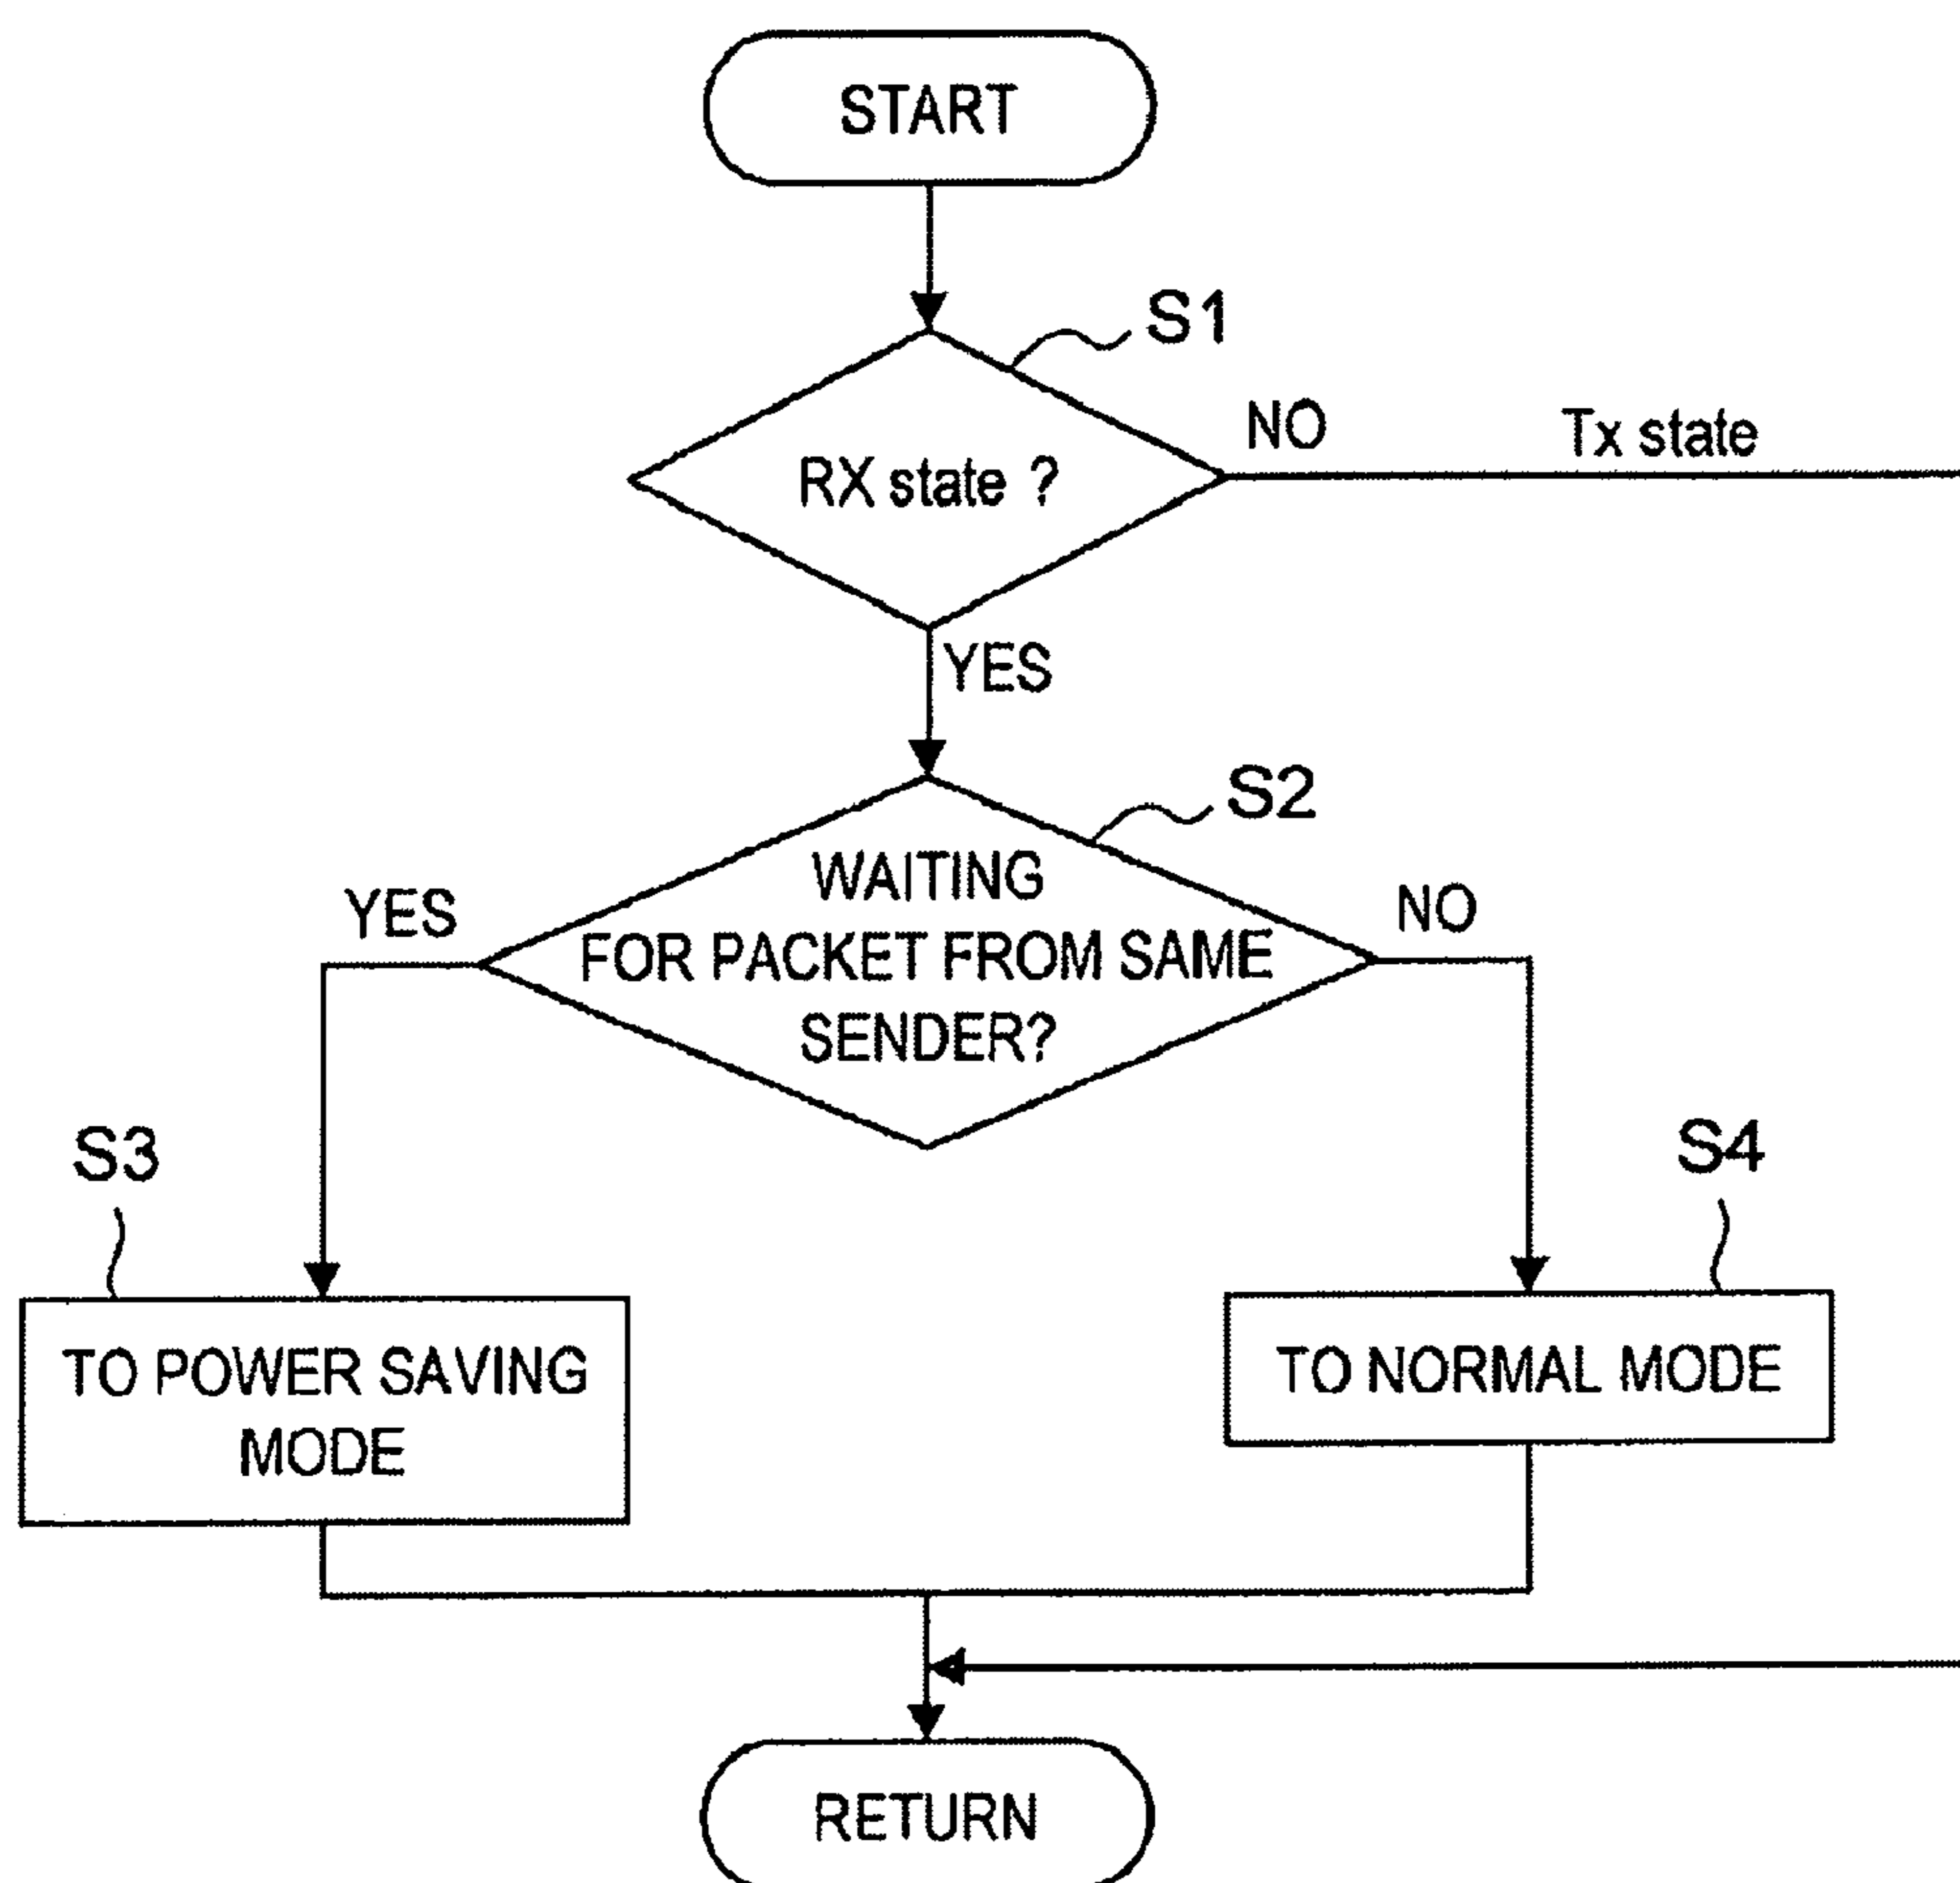 START
S1
NO
Tx state
RX state ?
YES
S2
WAITING
FOR PACKET FROM SAME
SENDER?
YES
NO
S3
S4
TO POWER SAVING
MODE
TO NORMAL MODE
RETURN